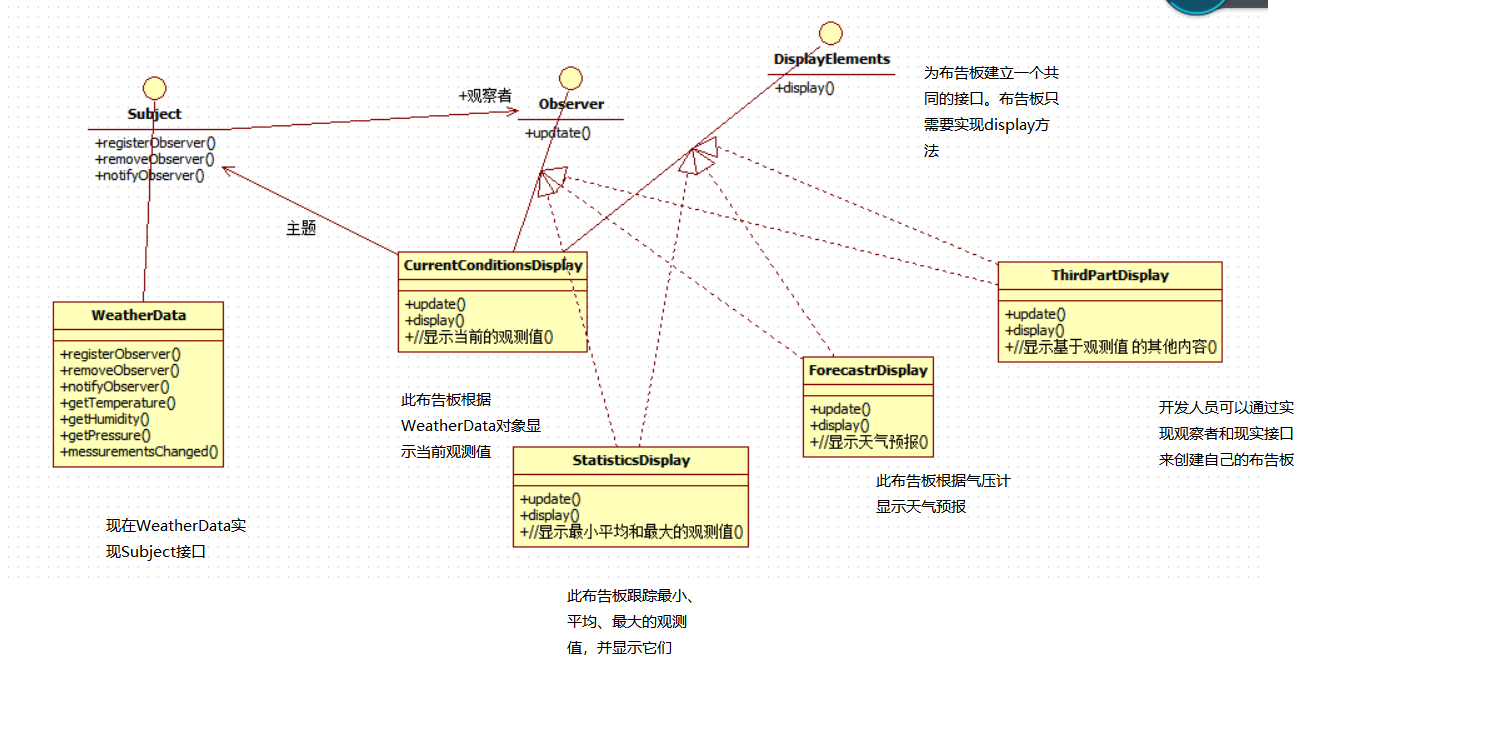 Subject
+registerObserver()
+removeObserver()
+notifyObserver()
+观察者
Observer
+updtate()
DisplayElements
+display()
为布告板建立一个共
同的接口。布告板只
需要实现display方
法
主题
WeatherData
+registerObserver()
+removeObserver()
+notifyObserver()
+getTemperature()
+getHumidity()
+getPressure()
+messurementsChanged()
现在WeatherData实
现Subject接口
CurrentConditionsDisplay
+update()
+display()
+//显示当前的观测值()
此布告板根据
WeatherData对象显
示当前观测值
StatisticsDisplay
+update()
+display()
+//显示最小平均和最大的观测值()
此布告板跟踪最小、
平均、最大的观测
值，并显示它们
ForecastrDisplay
+update()
+display()
+//显示天气预报()
此布告板根据气压计
显示天气预报
ThirdPartDisplay
+update()
+display()
+//显示基于观测值 的其他内容()
开发人员可以通过实
现观察者和现实接口
来创建自己的布告板